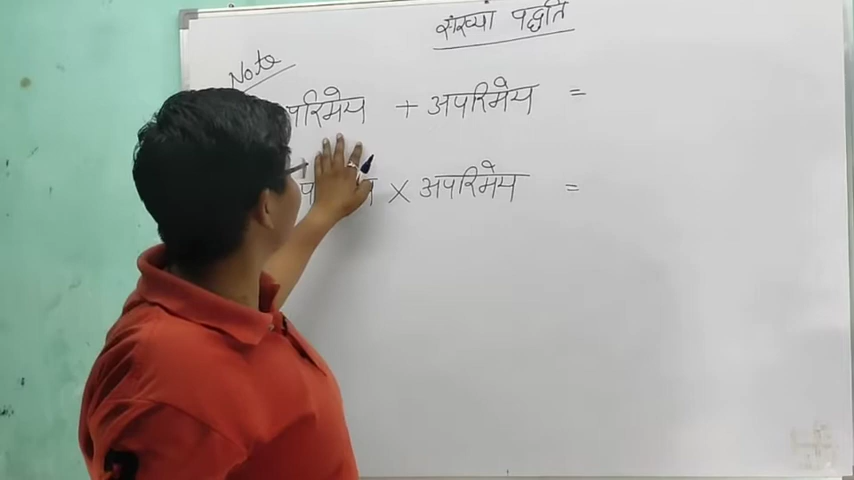 संख्या पद्धति
Note
परिमेय + अपरिमेय =
× अपरिमेय =